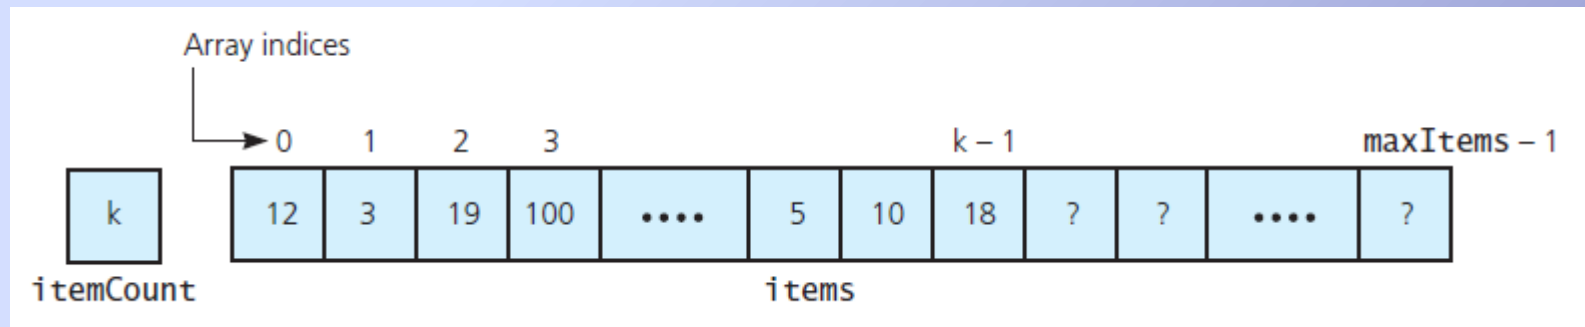 Array indices
0 1 2 3 k – 1 maxItems – 1
k 12 3 19 100 •••• 5 10 18 ? ? •••• ?
itemCount items